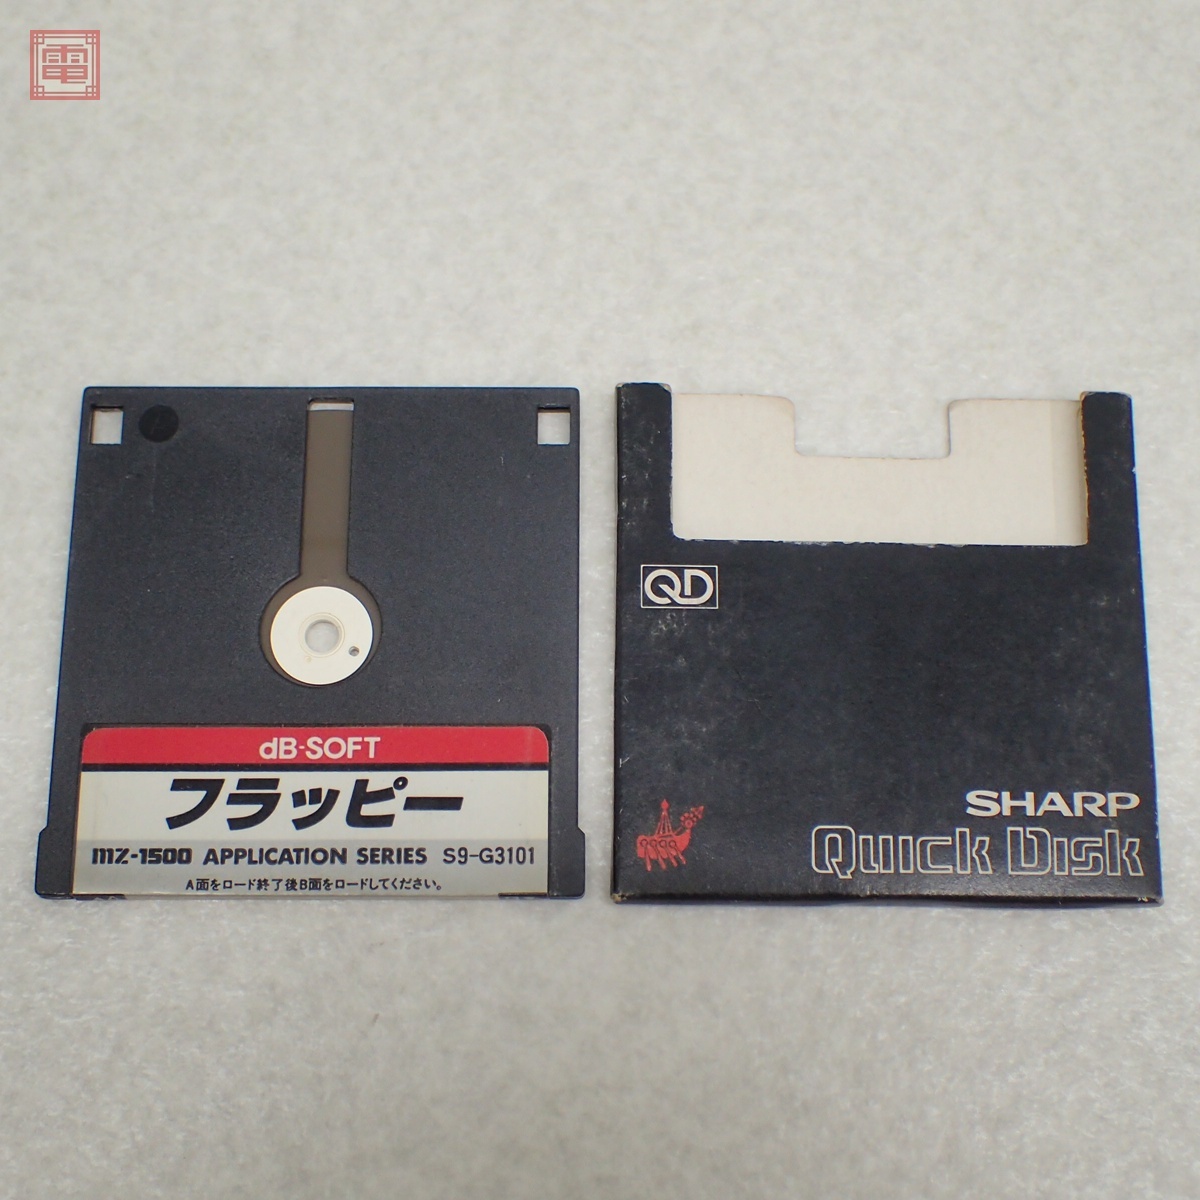 電
dB-SOFT
フラッピー
MZ-1500 APPLICATION SERIES S9-G3101
A面をロード終了後B面をロードしてください。
QD
SHARP
Quick Disk